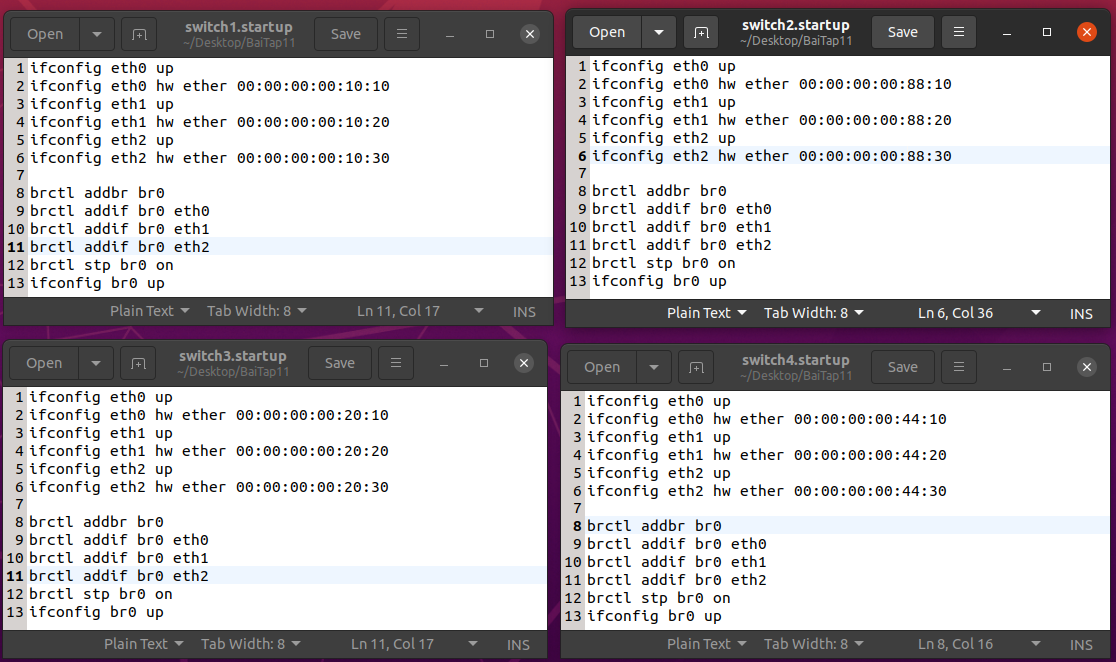 Open
switch1.startup
~/Desktop/BaiTap11
Save
1 ifconfig eth0 up
2 ifconfig eth0 hw ether 00:00:00:00:10:10
3 ifconfig eth1 up
4 ifconfig eth1 hw ether 00:00:00:00:10:20
5 ifconfig eth2 up
6 ifconfig eth2 hw ether 00:00:00:00:10:30
7
8 brctl addbr br0
9 brctl addif br0 eth0
10 brctl addif br0 eth1
11 brctl addif br0 eth2
12 brctl stp br0 on
13 ifconfig br0 up
Plain Text Tab Width: 8 Ln 11, Col 17 INS
Open
switch2.startup
~/Desktop/BaiTap11
Save
1 ifconfig eth0 up
2 ifconfig eth0 hw ether 00:00:00:00:88:10
3 ifconfig eth1 up
4 ifconfig eth1 hw ether 00:00:00:00:88:20
5 ifconfig eth2 up
6 ifconfig eth2 hw ether 00:00:00:00:88:30
7
8 brctl addbr br0
9 brctl addif br0 eth0
10 brctl addif br0 eth1
11 brctl addif br0 eth2
12 brctl stp br0 on
13 ifconfig br0 up
Plain Text Tab Width: 8 Ln 6, Col 36 INS
Open
switch3.startup
~/Desktop/BaiTap11
Save
1 ifconfig eth0 up
2 ifconfig eth0 hw ether 00:00:00:00:20:10
3 ifconfig eth1 up
4 ifconfig eth1 hw ether 00:00:00:00:20:20
5 ifconfig eth2 up
6 ifconfig eth2 hw ether 00:00:00:00:20:30
7
8 brctl addbr br0
9 brctl addif br0 eth0
10 brctl addif br0 eth1
11 brctl addif br0 eth2
12 brctl stp br0 on
13 ifconfig br0 up
Plain Text Tab Width: 8 Ln 11, Col 17 INS
Open
switch4.startup
~/Desktop/BaiTap11
Save
1 ifconfig eth0 up
2 ifconfig eth0 hw ether 00:00:00:00:44:10
3 ifconfig eth1 up
4 ifconfig eth1 hw ether 00:00:00:00:44:20
5 ifconfig eth2 up
6 ifconfig eth2 hw ether 00:00:00:00:44:30
7
8 brctl addbr br0
9 brctl addif br0 eth0
10 brctl addif br0 eth1
11 brctl addif br0 eth2
12 brctl stp br0 on
13 ifconfig br0 up
Plain Text Tab Width: 8 Ln 8, Col 16 INS